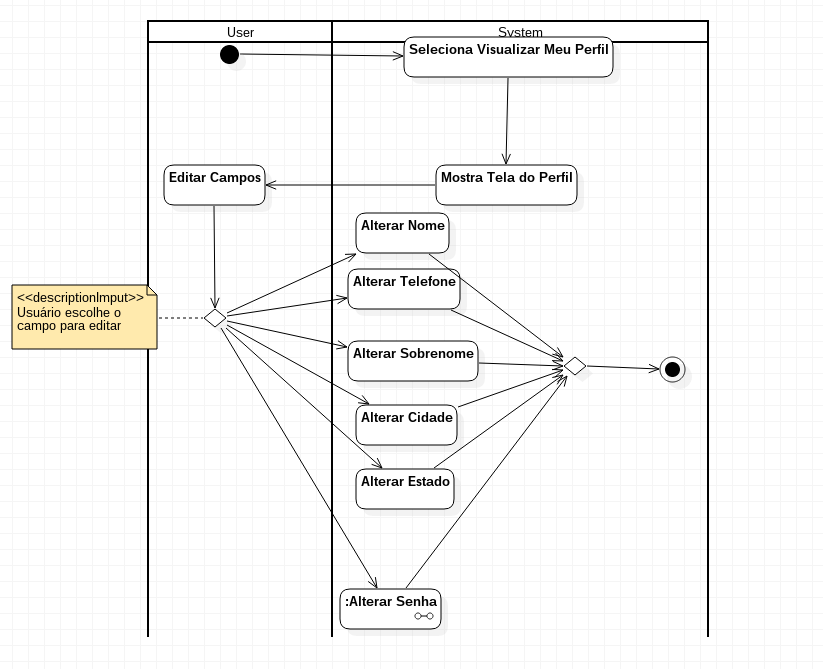 User
System
Seleciona Visualizar Meu Perfil
Editar Campos
Mostra Tela do Perfil
Alterar Nome
Alterar Telefone
<<descriptionImput>>
Usuário escolhe o
campo para editar
Alterar Sobrenome
Alterar Cidade
Alterar Estado
:Alterar Senha